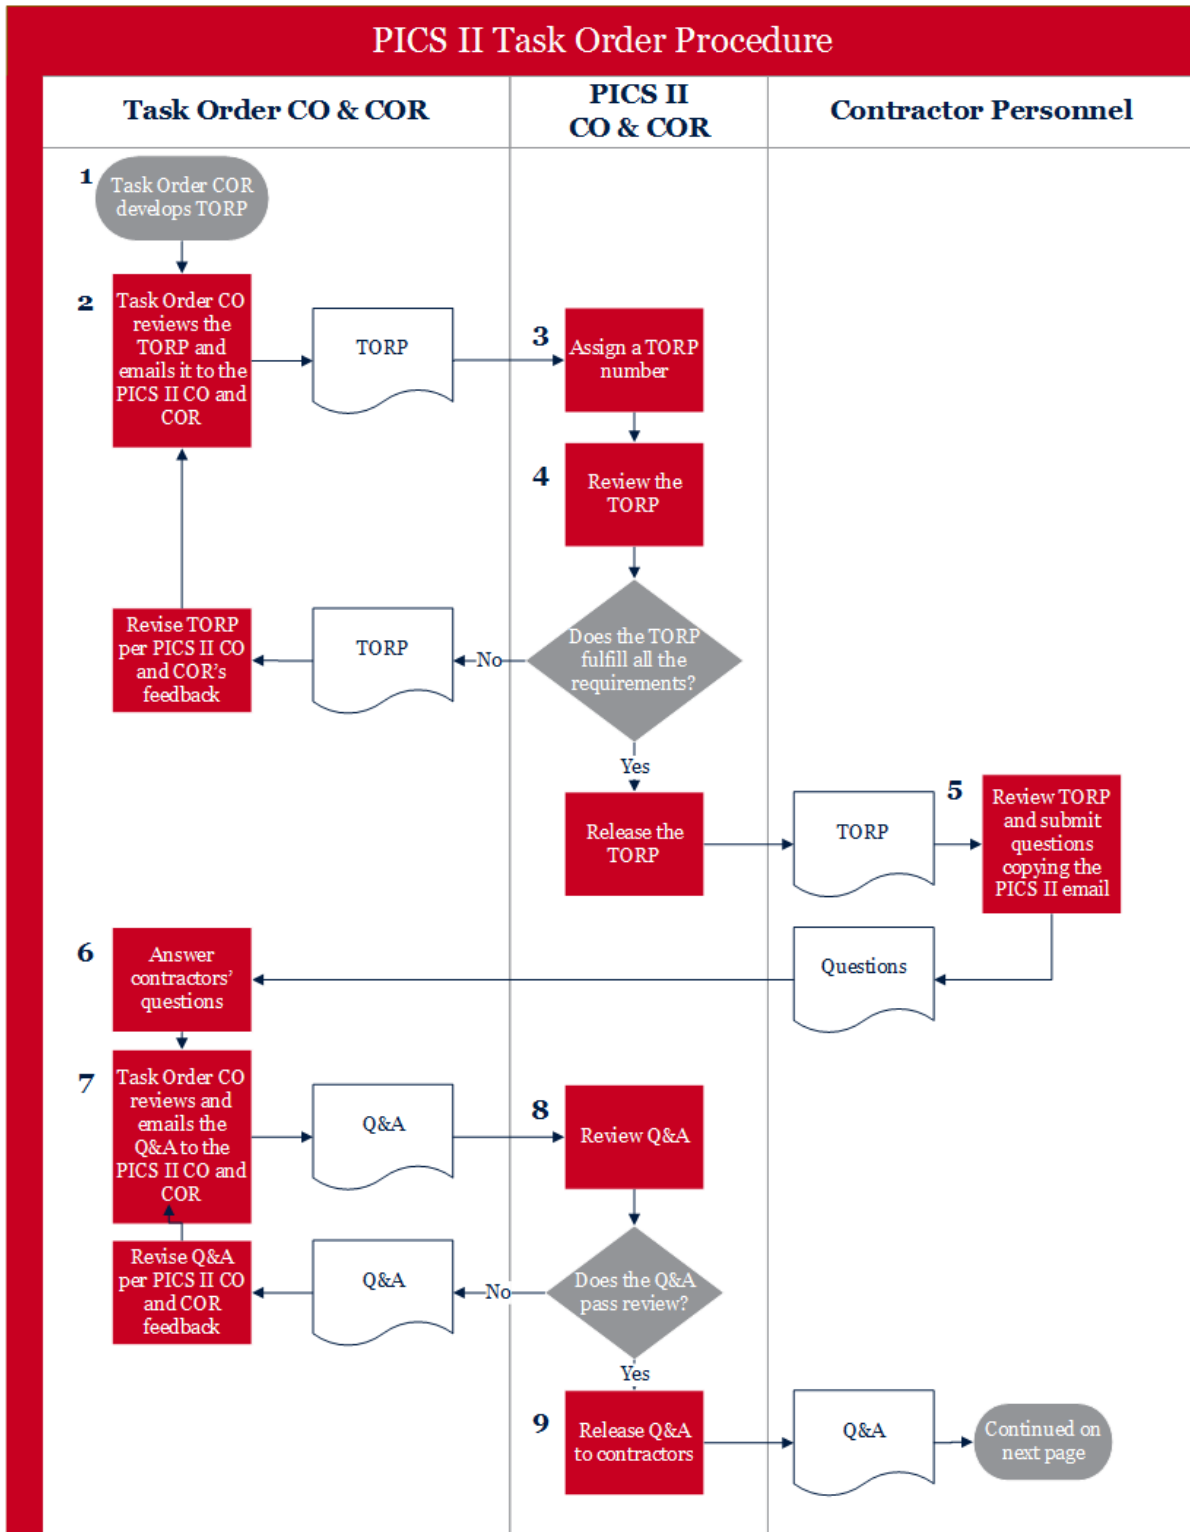 PICS II Task Order Procedure
Task Order CO & COR
PICS II
CO & COR
Contractor Personnel
1
Task Order COR
develops TORP
2
Task Order CO
reviews the
TORP and
emails it to the
PICS II CO and
COR
TORP
3
Assign a TORP
number
4
Review the
TORP
Does the TORP
fulfill all the
requirements?
No
TORP
Revise TORP
per PICS II CO
and COR's
feedback
Yes
Release the
TORP
TORP
5
Review TORP
and submit
questions
copying the
PICS II email
Questions
6
Answer
contractors'
questions
7
Task Order CO
reviews and
emails the
Q&A to the
PICS II CO and
COR
Q&A
8
Review Q&A
Does the Q&A
pass review?
No
Q&A
Revise Q&A
per PICS II CO
and COR
feedback
Yes
9
Release Q&A
to contractors
Q&A
Continued on
next page